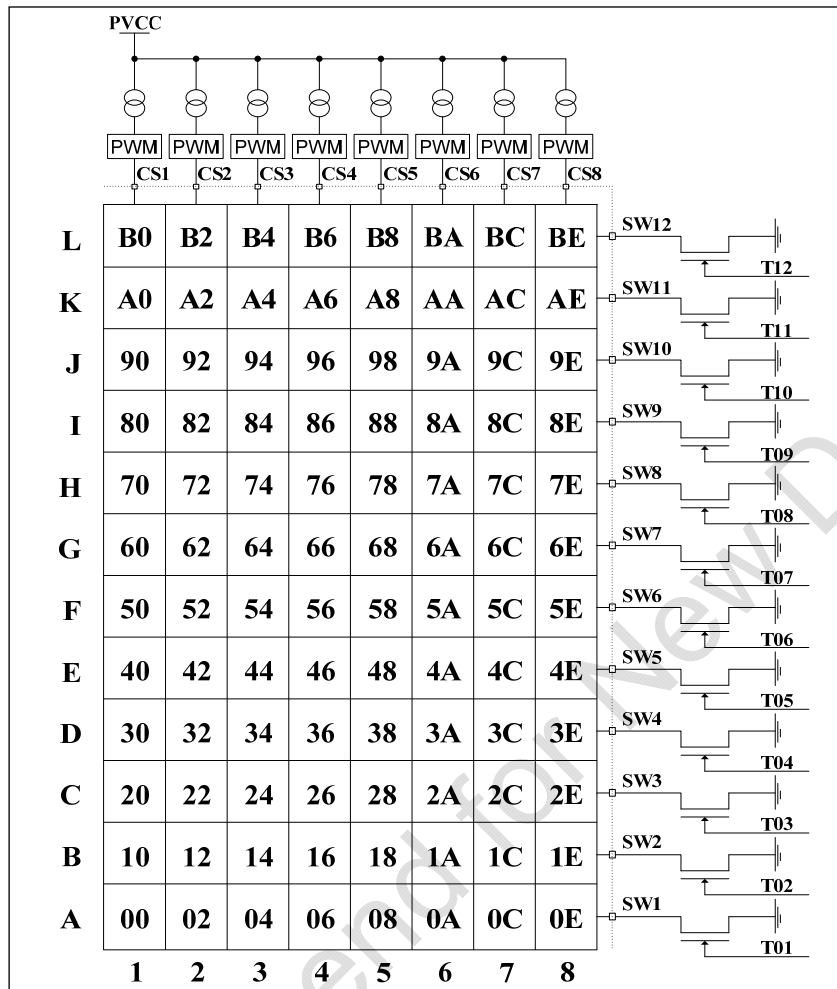 PVCC
PWM PWM PWM PWM PWM PWM PWM PWM
CS1 CS2 CS3 CS4 CS5 CS6 CS7 CS8
L B0 B2 B4 B6 B8 BA BC BE SW12
T12
K A0 A2 A4 A6 A8 AA AC AE SW11
T11
J 90 92 94 96 98 9A 9C 9E SW10
T10
I 80 82 84 86 88 8A 8C 8E SW9
T09
H 70 72 74 76 78 7A 7C 7E SW8
T08
G 60 62 64 66 68 6A 6C 6E SW7
T07
F 50 52 54 56 58 5A 5C 5E SW6
T06
E 40 42 44 46 48 4A 4C 4E SW5
T05
D 30 32 34 36 38 3A 3C 3E SW4
T04
C 20 22 24 26 28 2A 2C 2E SW3
T03
B 10 12 14 16 18 1A 1C 1E SW2
T02
A 00 02 04 06 08 0A 0C 0E SW1
T01
1 2 3 4 5 6 7 8
for New